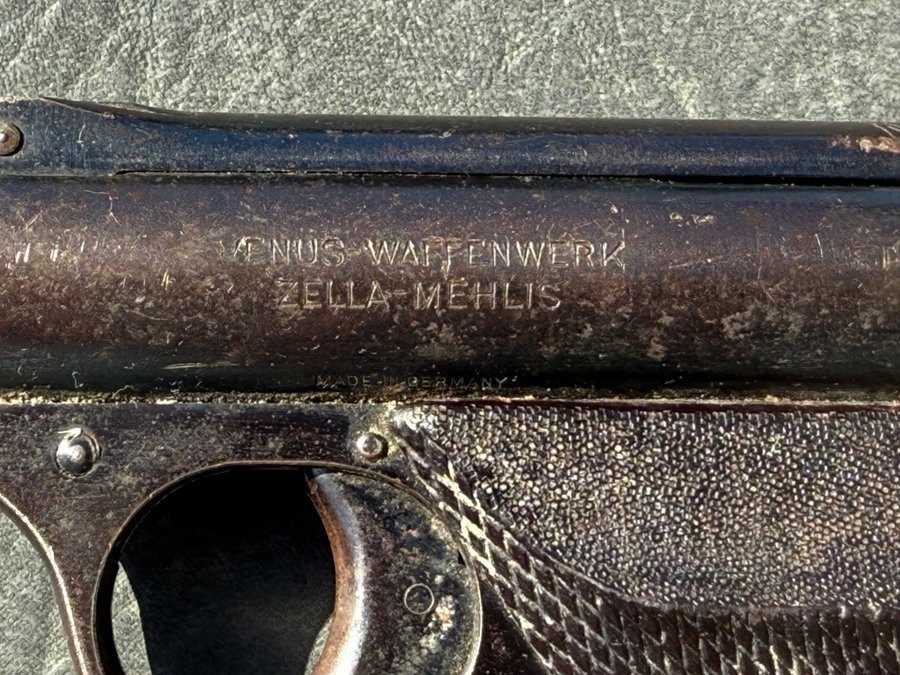 VENUS-WAFFENWERK
ZELLA-MEHLIS
MADE IN GERMANY